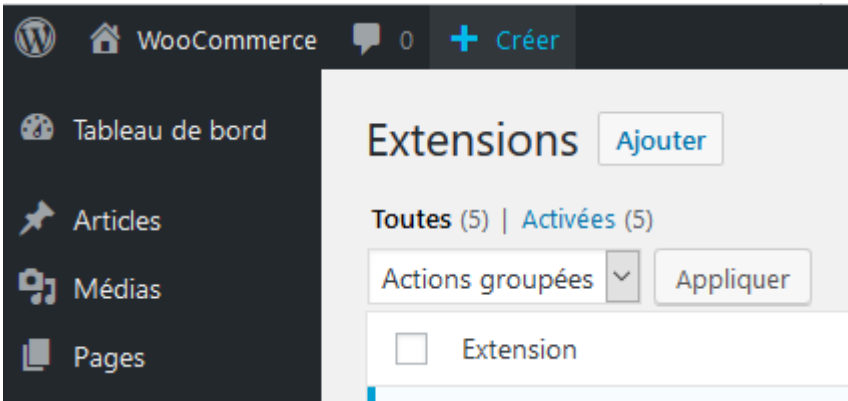 WooCommerce 0 + Créer
Tableau de bord
Extensions Ajouter
Articles
Toutes (5) | Activées (5)
Médias
Actions groupées Appliquer
Pages
Extension